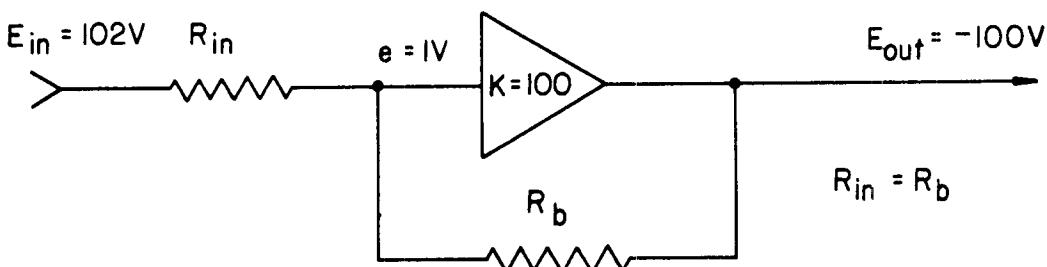 E_in = 102V
R_in
e = 1V
K=100
E_out = -100V
R_b
R_in = R_b